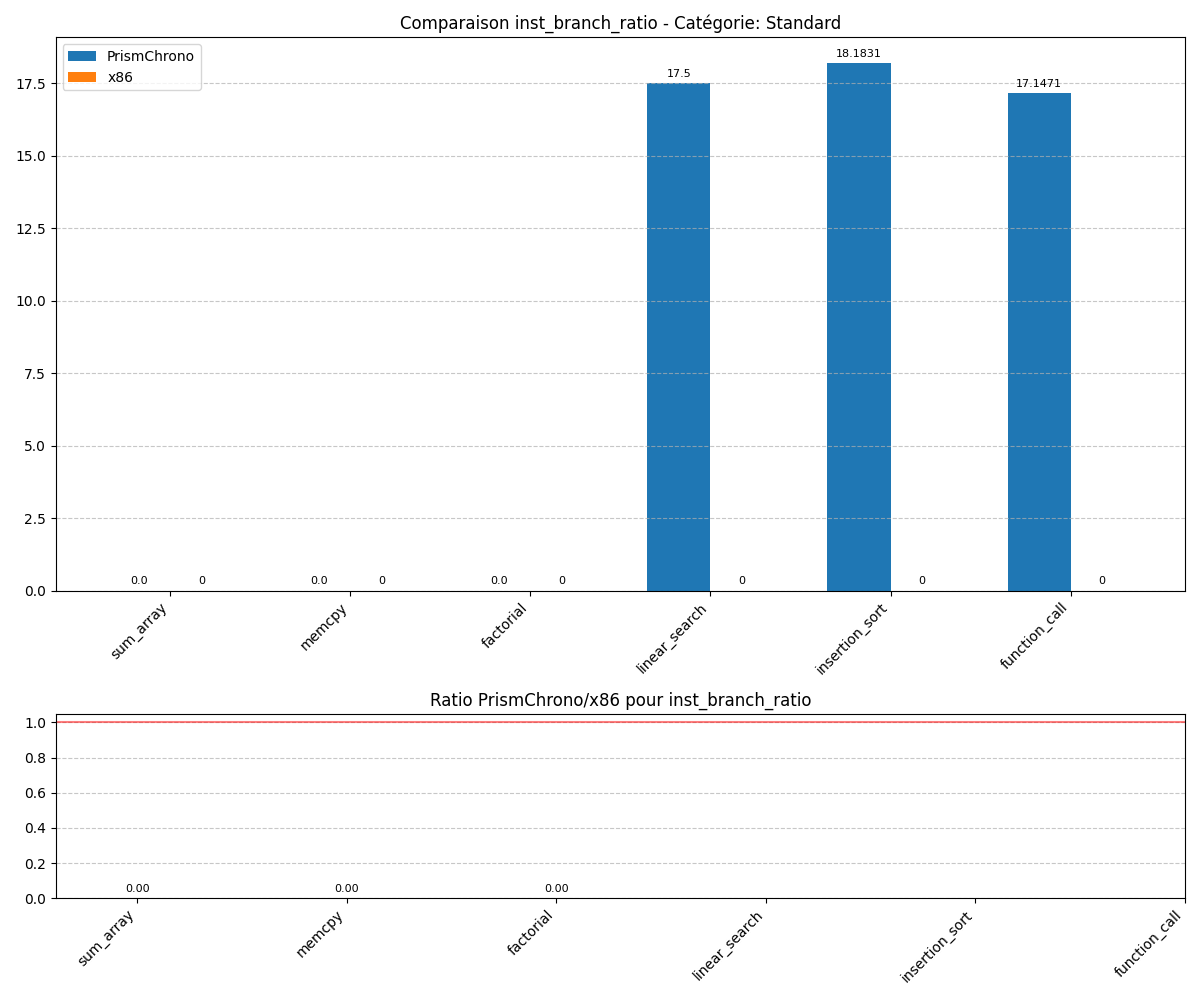 Comparaison inst_branch_ratio - Catégorie: Standard
PrismChrono
x86
17.5
15.0
12.5
10.0
7.5
5.0
2.5
0.0
0.0
0
0.0
0
0.0
0
17.5
0
18.1831
0
17.1471
0
sum_array
memcpy
factorial
linear_search
insertion_sort
function_call
Ratio PrismChrono/x86 pour inst_branch_ratio
1.0
0.8
0.6
0.4
0.2
0.0
0.00
0.00
0.00
sum_array
memcpy
factorial
linear_search
insertion_sort
function_call